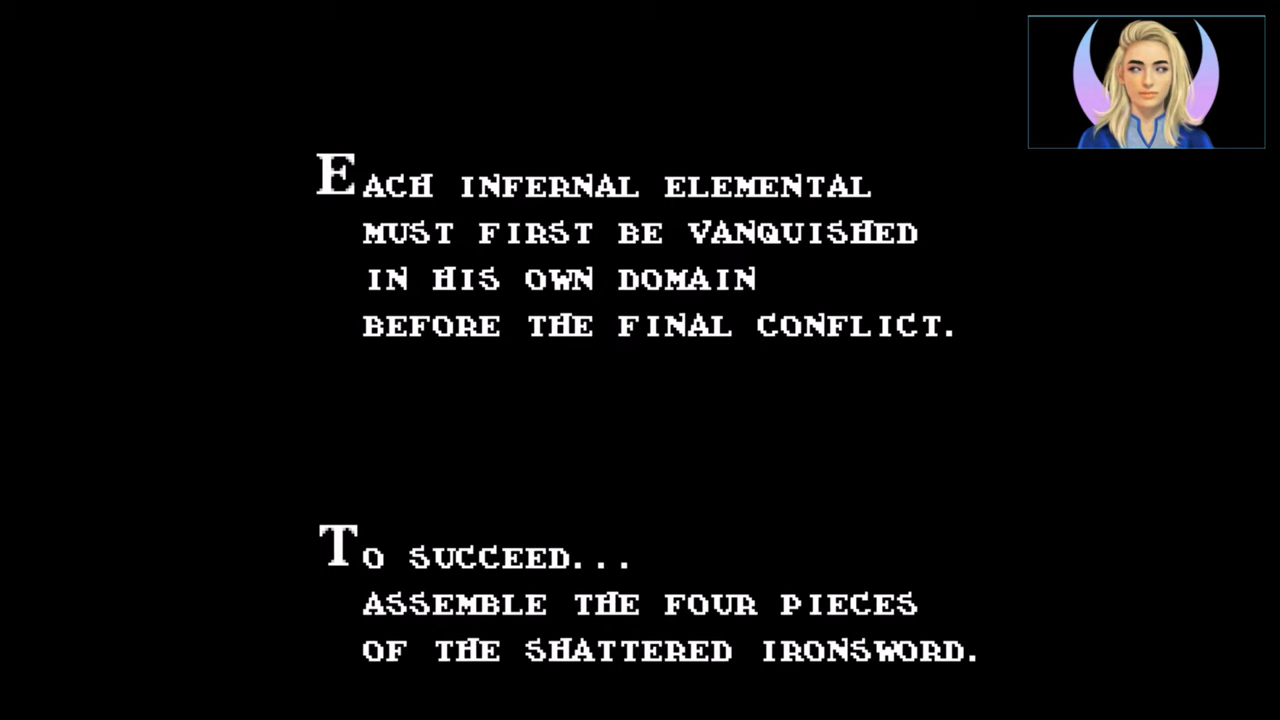 EACH INFERNAL ELEMENTAL
MUST FIRST BE VANQUISHED
IN HIS OWN DOMAIN
BEFORE THE FINAL CONFLICT.
TO SUCCEED...
ASSEMBLE THE FOUR PIECES
OF THE SHATTERED IRONSWORD.